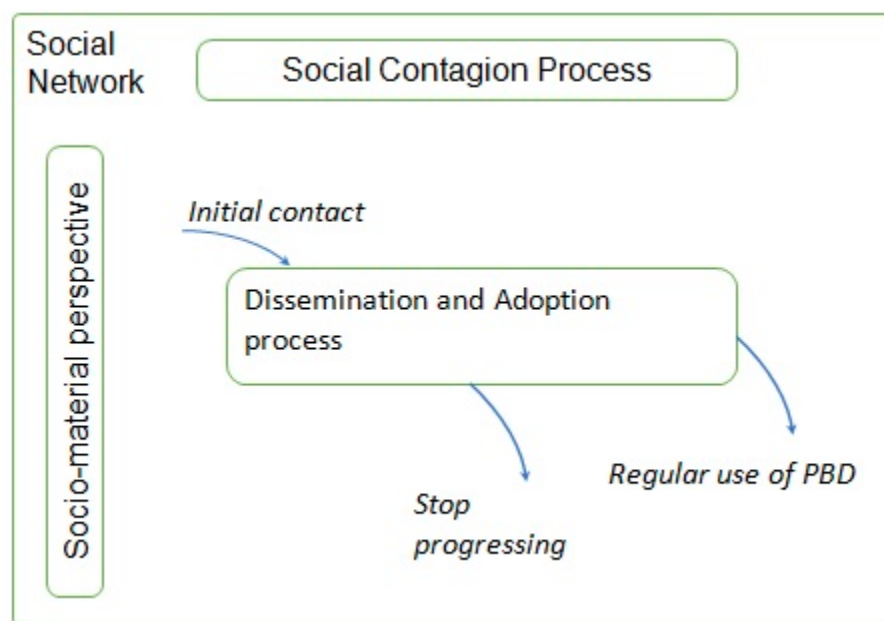 Social
Network
Social Contagion Process
Socio-material perspective
Initial contact
Dissemination and Adoption
process
Regular use of PBD
Stop
progressing